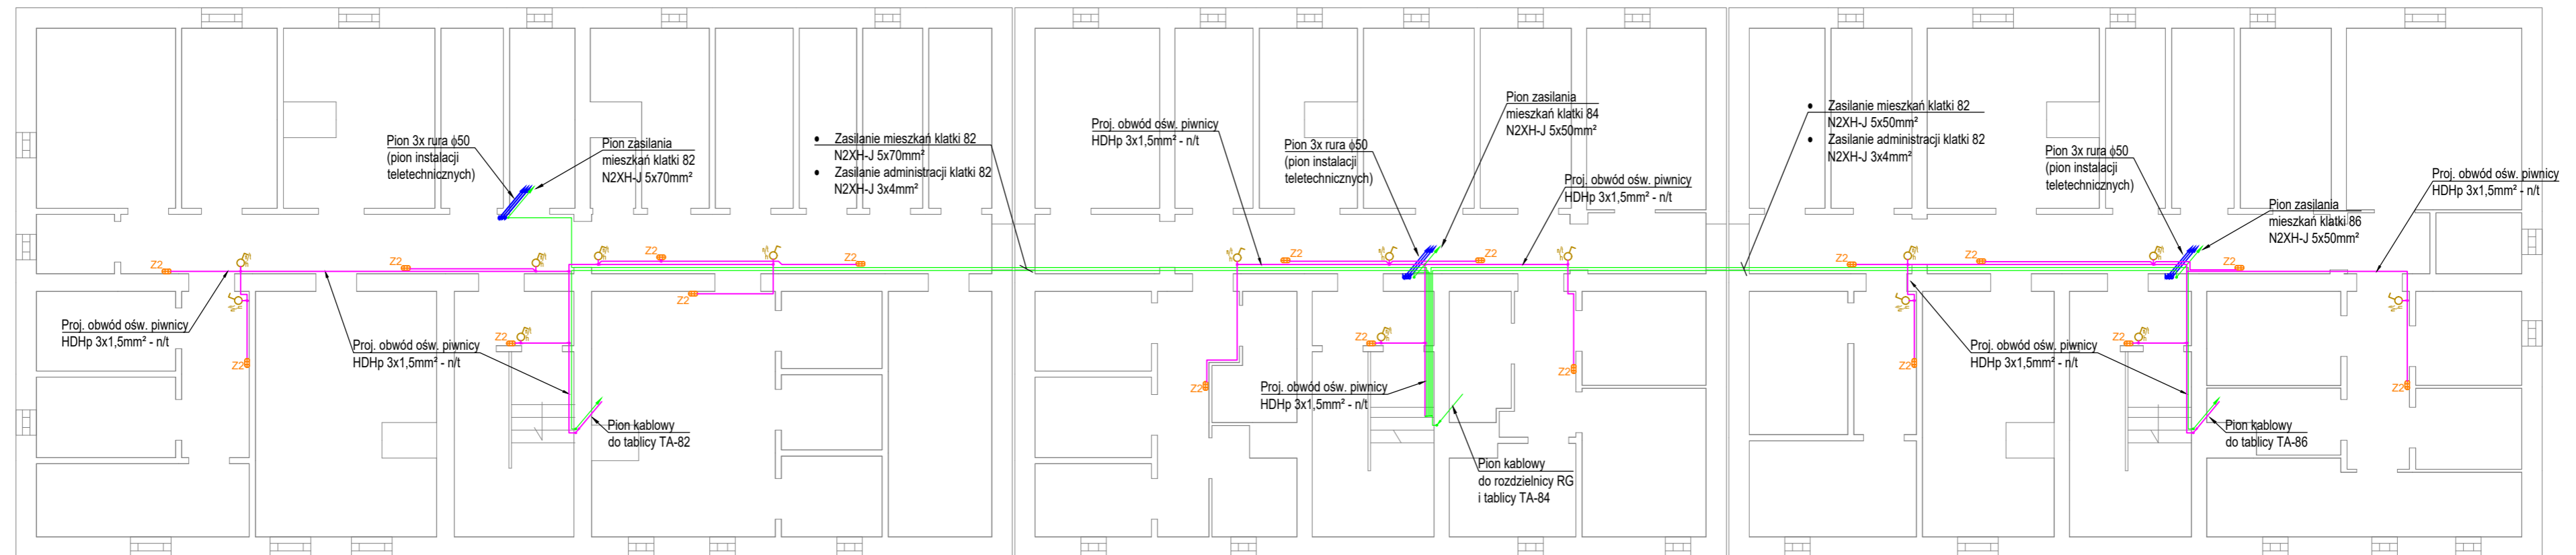 Pion 3x rura ϕ50
(pion instalacji
teletechnicznych)
Pion zasilania
mieszkań klatki 82
N2XH-J 5x70mm²
• Zasilanie mieszkań klatki 82
N2XH-J 5x70mm²
• Zasilanie administracji klatki 82
N2XH-J 3x4mm²
Z2
Z2
Z2
Z2
Z2
Z2
Z2
Proj. obwód ośw. piwnicy
HDHp 3x1,5mm² - n/t
Proj. obwód ośw. piwnicy
HDHp 3x1,5mm² - n/t
Pion kablowy
do tablicy TA-82
Proj. obwód ośw. piwnicy
HDHp 3x1,5mm² - n/t
Pion 3x rura ϕ50
(pion instalacji
teletechnicznych)
Pion zasilania
mieszkań klatki 84
N2XH-J 5x50mm²
Proj. obwód ośw. piwnicy
HDHp 3x1,5mm² - n/t
Z2
Z2
Z2
Z2
Z2
Proj. obwód ośw. piwnicy
HDHp 3x1,5mm² - n/t
Pion kablowy
do rozdzielnicy RG
i tablicy TA-84
• Zasilanie mieszkań klatki 82
N2XH-J 5x50mm²
• Zasilanie administracji klatki 82
N2XH-J 3x4mm²
Pion 3x rura ϕ50
(pion instalacji
teletechnicznych)
Pion zasilania
mieszkań klatki 86
N2XH-J 5x50mm²
Proj. obwód ośw. piwnicy
HDHp 3x1,5mm² - n/t
Z2
Z2
Z2
Z2
Z2
Z2
Proj. obwód ośw. piwnicy
HDHp 3x1,5mm² - n/t
Pion kablowy
do tablicy TA-86